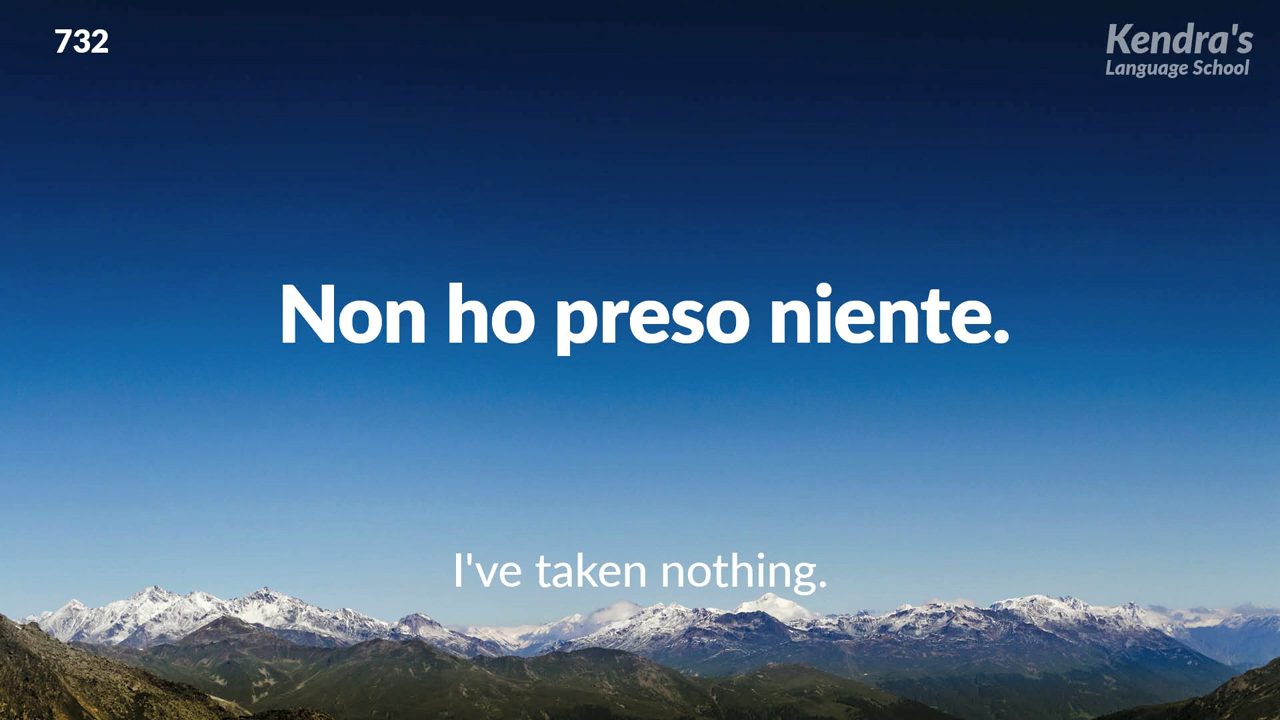 732
Kendra's
Language School
Non ho preso niente.
I've taken nothing.